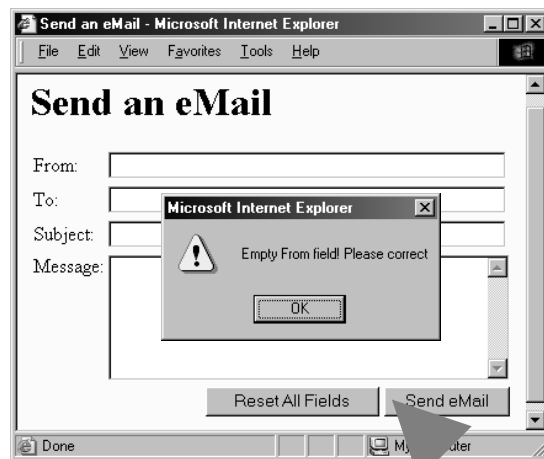 Send an eMail - Microsoft Internet Explorer
File Edit View Favorites Tools Help
Send an eMail
From:
To:
Microsoft Internet Explorer
Subject:
Empty From field! Please correct
Message:
OK
Reset All Fields Send eMail
Done